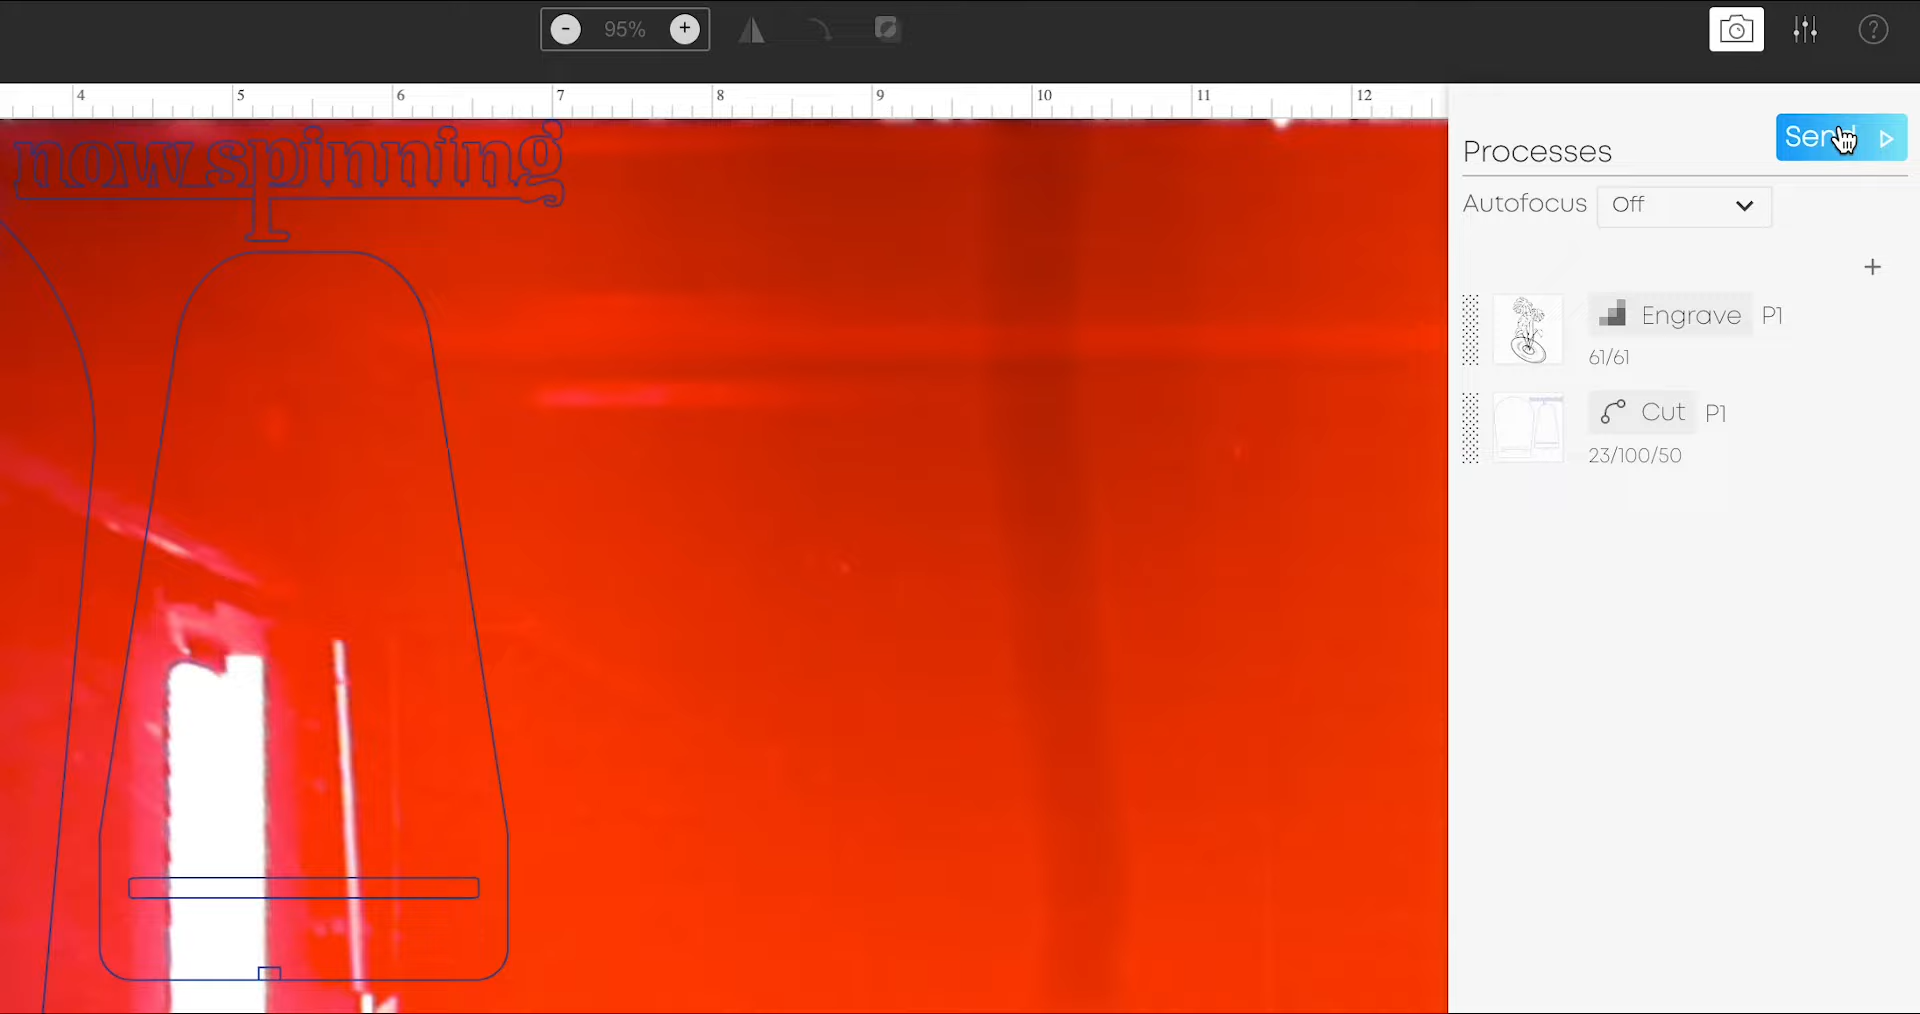 - 95% +
4 5 6 7 8 9 10 11 12
now spinning
Processes
Send
Autofocus Off
+
Engrave P1
61/61
Cut P1
23/100/50